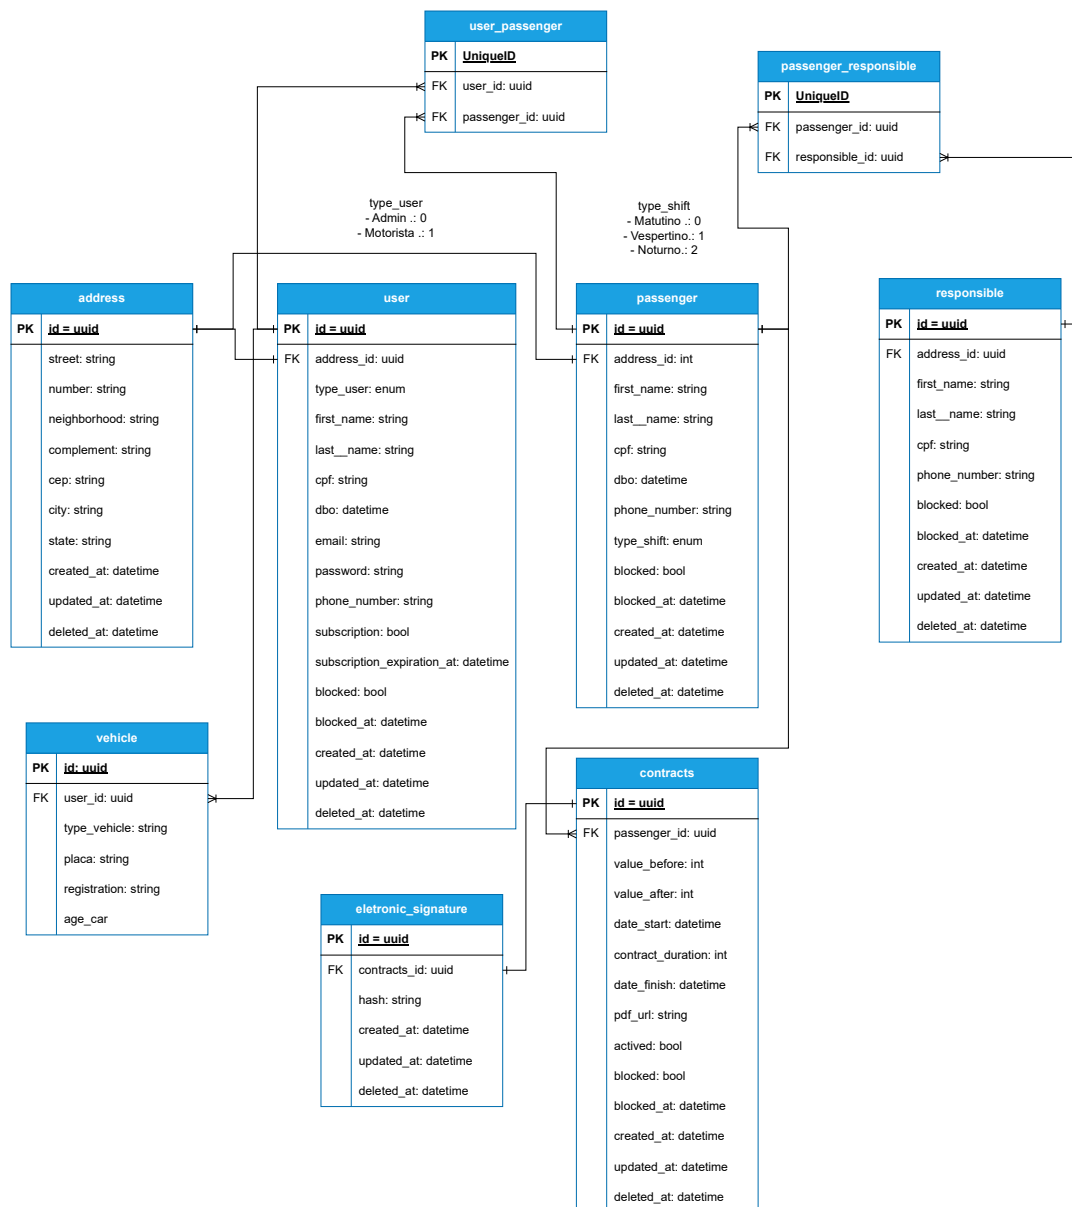 user_passenger
PK UniqueID
FK user_id: uuid
FK passenger_id: uuid
passenger_responsible
PK UniqueID
FK passenger_id: uuid
FK responsible_id: uuid
type_user
- Admin .: 0
- Motorista .: 1
type_shift
- Matutino .: 0
- Vespertino.: 1
- Noturno.: 2
address
PK id = uuid
street: string
number: string
neighborhood: string
complement: string
cep: string
city: string
state: string
created_at: datetime
updated_at: datetime
deleted_at: datetime
user
PK id = uuid
FK address_id: uuid
type_user: enum
first_name: string
last__name: string
cpf: string
dbo: datetime
email: string
password: string
phone_number: string
subscription: bool
subscription_expiration_at: datetime
blocked: bool
blocked_at: datetime
created_at: datetime
updated_at: datetime
deleted_at: datetime
passenger
PK id = uuid
FK address_id: int
first_name: string
last__name: string
cpf: string
dbo: datetime
phone_number: string
type_shift: enum
blocked: bool
blocked_at: datetime
created_at: datetime
updated_at: datetime
deleted_at: datetime
responsible
PK id = uuid
FK address_id: uuid
first_name: string
last__name: string
cpf: string
phone_number: string
blocked: bool
blocked_at: datetime
created_at: datetime
updated_at: datetime
deleted_at: datetime
vehicle
PK id: uuid
FK user_id: uuid
type_vehicle: string
placa: string
registration: string
age_car
eletronic_signature
PK id = uuid
FK contracts_id: uuid
hash: string
created_at: datetime
updated_at: datetime
deleted_at: datetime
contracts
PK id = uuid
FK passenger_id: uuid
value_before: int
value_after: int
date_start: datetime
contract_duration: int
date_finish: datetime
pdf_url: string
actived: bool
blocked: bool
blocked_at: datetime
created_at: datetime
updated_at: datetime
deleted_at: datetime